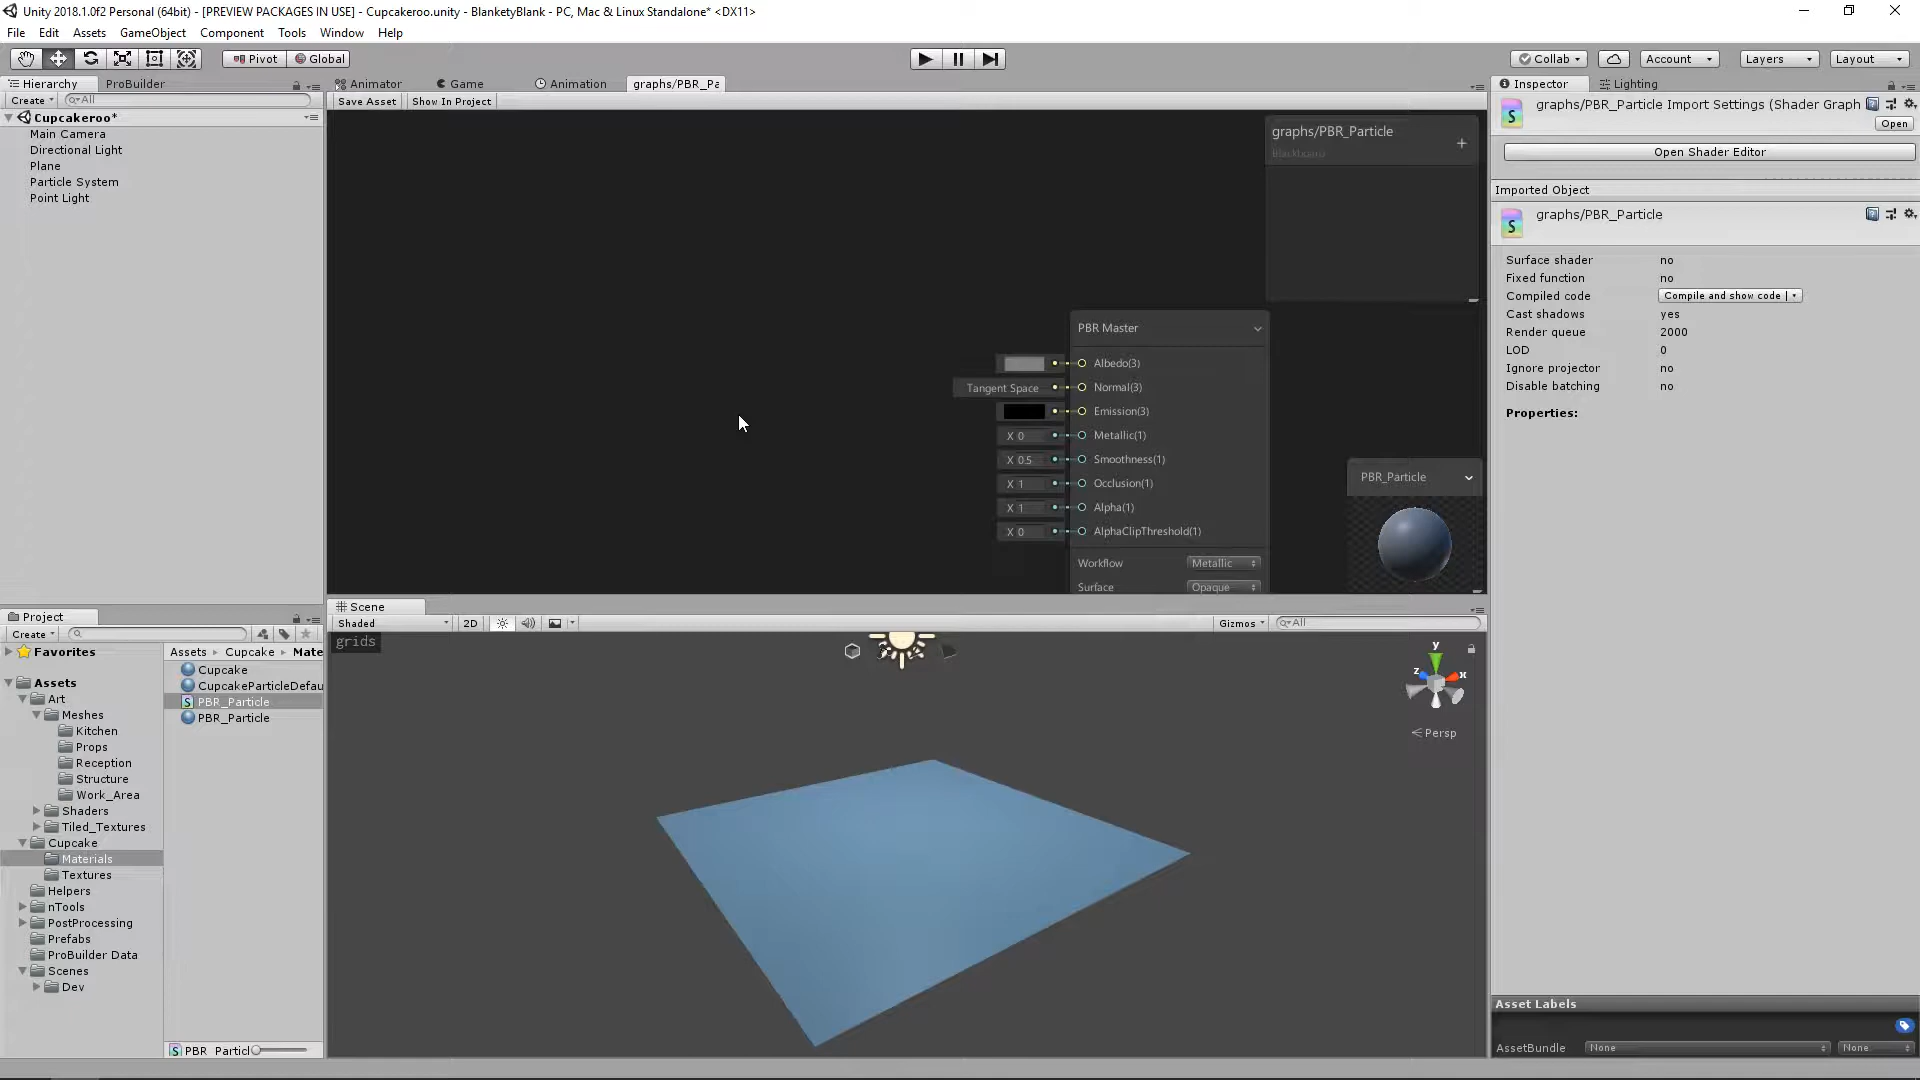 Unity 2018.1.0f2 Personal (64bit) - [PREVIEW PACKAGES IN USE] - Cupcakeroo.unity - BlanketyBlank - PC, Mac & Linux Standalone* <DX11>
File Edit Assets GameObject Component Tools Window Help
Pivot Global Collab Account Layers Layout
Hierarchy ProBuilder
Create All
Cupcakeroo*
Main Camera
Directional Light
Plane
Particle System
Point Light
Animator Game Animation graphs/PBR_Pa
Save Asset Show In Project
graphs/PBR_Particle
Blackboard
PBR Master
Albedo(3)
Tangent Space Normal(3)
Emission(3)
X 0 Metallic(1)
X 0.5 Smoothness(1)
X 1 Occlusion(1)
X 1 Alpha(1)
X 0 AlphaClipThreshold(1)
Workflow Metallic
Surface Opaque
PBR_Particle
Scene
Shaded 2D Gizmos All
grids
y
z x
Persp
Project
Create
Favorites
Assets
Art
Meshes
Kitchen
Props
Reception
Structure
Work_Area
Shaders
Tiled_Textures
Cupcake
Materials
Textures
Helpers
nTools
PostProcessing
Prefabs
ProBuilder Data
Scenes
Dev
Assets Cupcake Mate
Cupcake
CupcakeParticleDefau
PBR_Particle
PBR_Particle
PBR_Particl
Inspector Lighting
graphs/PBR_Particle Import Settings (Shader Graph
Open
Open Shader Editor
Imported Object
graphs/PBR_Particle
Surface shader no
Fixed function no
Compiled code Compile and show code
Cast shadows yes
Render queue 2000
LOD 0
Ignore projector no
Disable batching no
Properties:
Asset Labels
AssetBundle None None